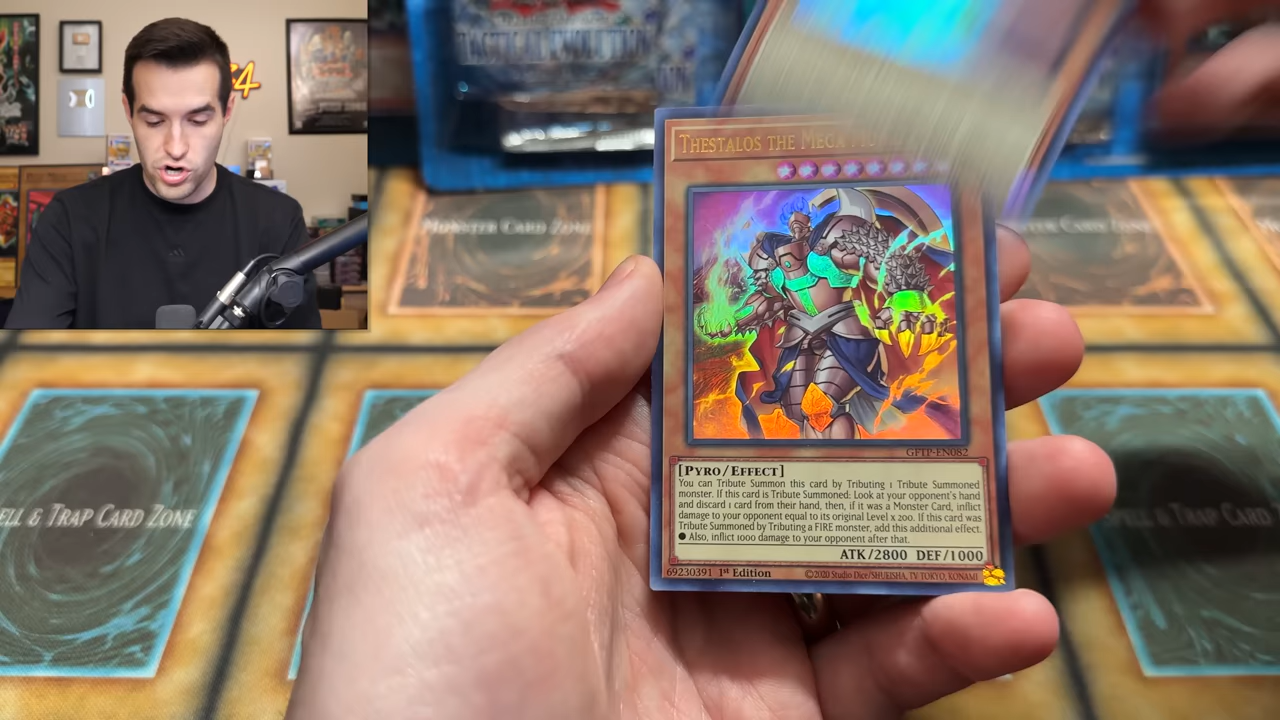 TACTICAL EVOLUTION
54
THESTALOS THE MEGA
MONSTER CARD ZONE
GFTP-EN082
[PYRO/EFFECT]
You can Tribute Summon this card by Tributing 1 Tribute Summoned
monster. If this card is Tribute Summoned: Look at your opponent's hand
and discard 1 card from their hand, then, if it was a Monster Card, inflict
damage to your opponent equal to its original Level x 200. If this card was
Tribute Summoned by Tributing a FIRE monster, add this additional effect.
● Also, inflict 1000 damage to your opponent after that.
ATK/2800 DEF/1000
69230391 1st Edition ©2020 Studio Dice/SHUEISHA, TV TOKYO, KONAMI
ELL & TRAP CARD ZONE
ELL & TRAP CARD